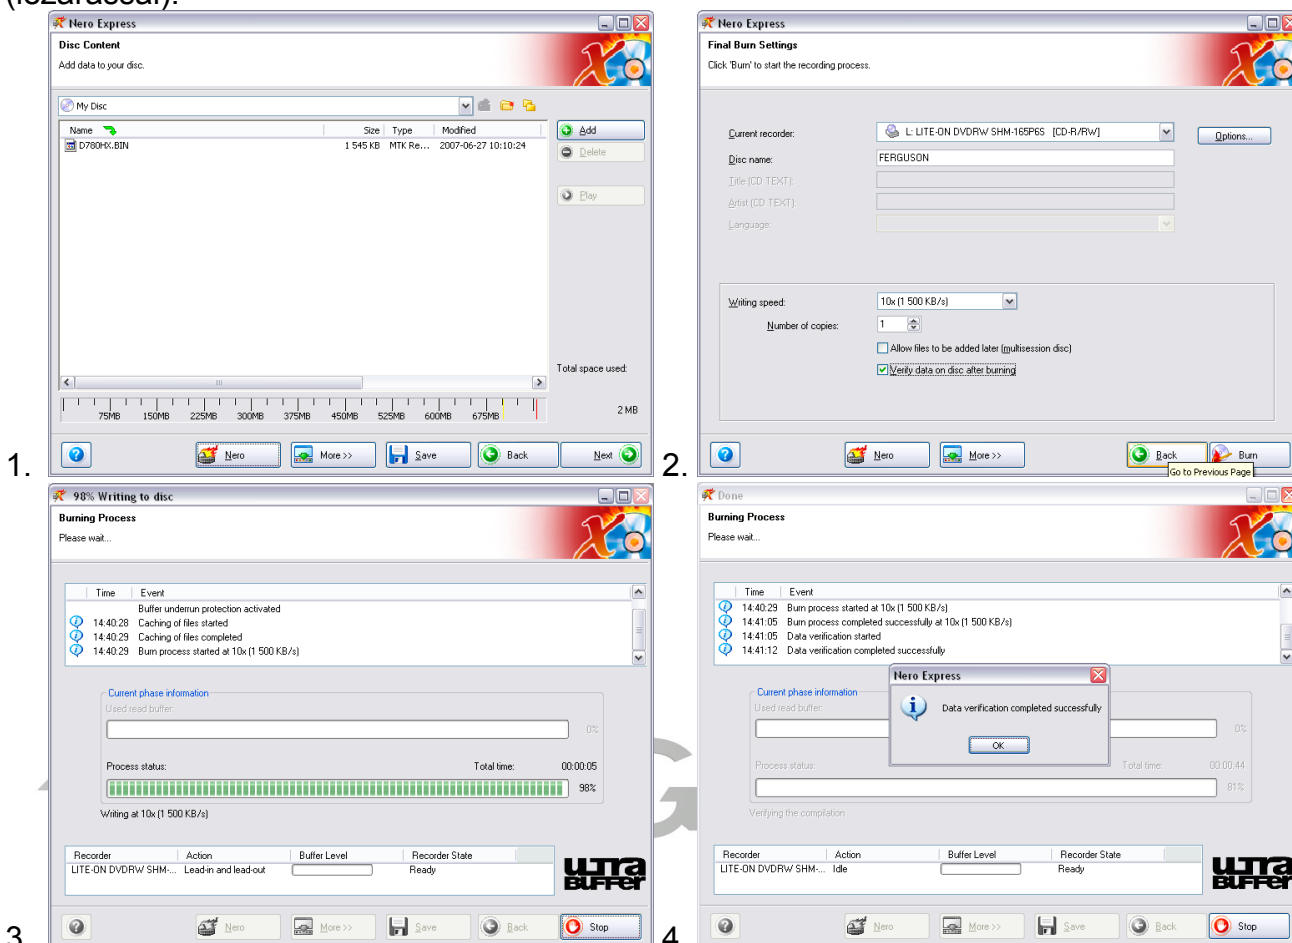 (lezárással).
Nero Express
Disc Content
Add data to your disc.
My Disc
Name Size Type Modified
D780HX.BIN 1 545 KB MTK Re... 2007-06-27 10:10:24
Add
Delete
Play
Total space used:
75MB 150MB 225MB 300MB 375MB 450MB 525MB 600MB 675MB 2 MB
Nero More >> Save Back Next
1.
Nero Express
Final Burn Settings
Click 'Burn' to start the recording process.
Current recorder: L: LITE-ON DVDRW SHM-165P6S [CD-R/RW] Options...
Disc name: FERGUSON
Title (CD TEXT):
Artist (CD TEXT):
Language:
Writing speed: 10x (1 500 KB/s)
Number of copies: 1
Allow files to be added later (multisession disc)
Verify data on disc after burning
Nero More >> Back Burn
Go to Previous Page
2.
98% Writing to disc
Burning Process
Please wait...
Time Event
Buffer underrun protection activated
14:40:28 Caching of files started
14:40:29 Caching of files completed
14:40:29 Burn process started at 10x (1 500 KB/s)
Current phase information
Used read buffer:
0%
Process status: Total time: 00:00:05
98%
Writing at 10x (1 500 KB/s)
Recorder Action Buffer Level Recorder State
LITE-ON DVDRW SHM-... Lead-in and lead-out Ready
ULTRA
BUFFER
Nero More >> Save Back Stop
3.
Done
Burning Process
Please wait...
Time Event
14:40:29 Burn process started at 10x (1 500 KB/s)
14:41:05 Burn process completed successfully at 10x (1 500 KB/s)
14:41:05 Data verification started
14:41:12 Data verification completed successfully
Nero Express
Data verification completed successfully
OK
Current phase information
Used read buffer:
0%
Process status: Total time: 00:00:44
81%
Verifying the compilation
Recorder Action Buffer Level Recorder State
LITE-ON DVDRW SHM-... Idle Ready
ULTRA
BUFFER
Nero More >> Save Back Stop
4.